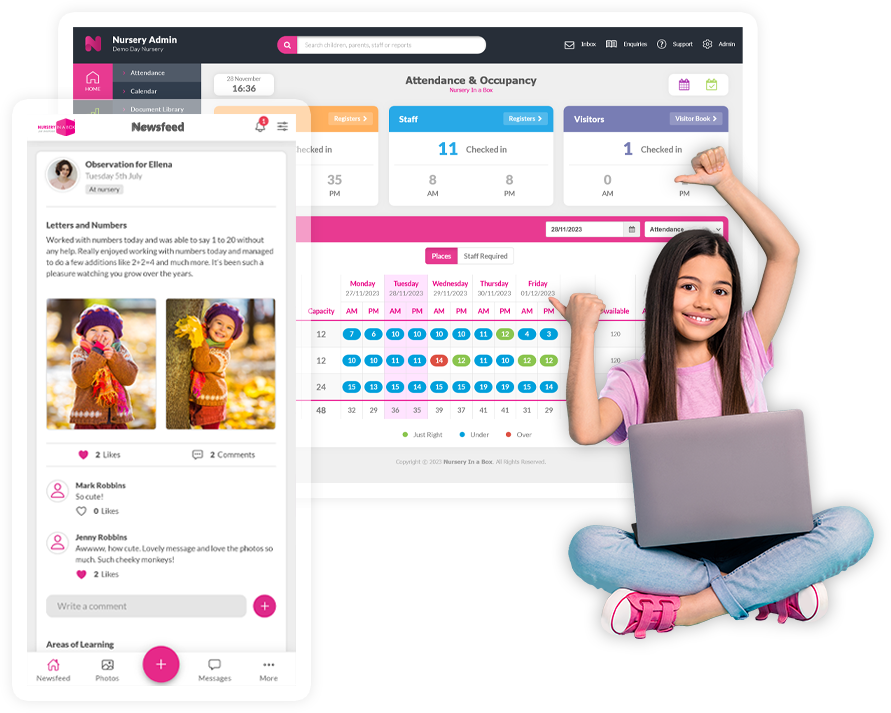 Nursery Admin
Demo Day Nursery
Search children, parents, staff or reports
Inbox
Enquiries
Support
Admin
HOME
Attendance
Calendar
Document Library
28 November
16:36
Attendance & Occupancy
Nursery In a Box
Registers
35
PM
Staff
Registers
11 Checked in
8
AM
8
PM
Visitors
Visitor Book
1 Checked in
0
AM
28/11/2023
Attendance
Places
Staff Required
Monday Tuesday Wednesday Thursday Friday
27/11/2023 28/11/2023 29/11/2023 30/11/2023 01/12/2023
Capacity AM PM AM PM AM PM AM PM AM PM
12 7 6 10 10 10 10 11 12 4 3 120
12 10 10 11 11 14 12 11 10 12 12 120
24 15 13 15 14 15 15 19 19 15 14
48 32 29 36 35 39 37 41 41 31 29
Just Right Under Over
Copyright © 2023 Nursery In a Box. All Rights Reserved.
NURSERY IN A BOX
Newsfeed
1
Observation for Ellena
Tuesday 5th July
At nursery
Letters and Numbers
Worked with numbers today and was able to say 1 to 20 without
any help. Really enjoyed working with numbers today and managed
to do a few additions like 2+2=4 and much more. It's been such a
pleasure watching you grow over the years.
2 Likes
2 Comments
Mark Robbins
So cute!
0 Likes
Jenny Robbins
Awwww, how cute. Lovely message and love the photos so
much. Such cheeky monkeys!
2 Likes
Write a comment
Areas of Learning
Newsfeed
Photos
Messages
More